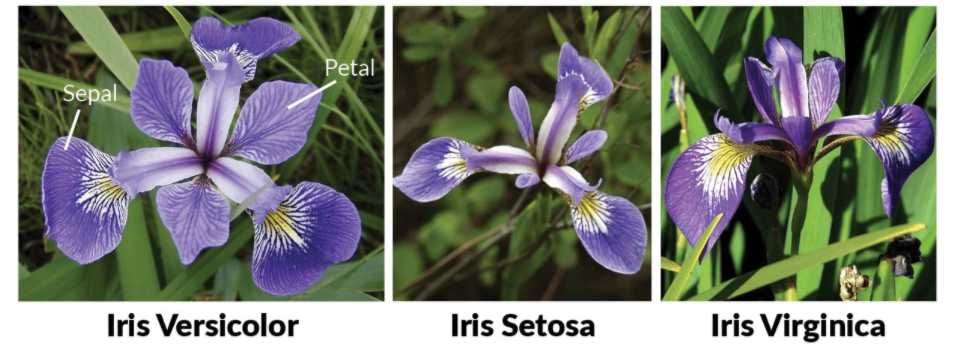 Sepal
Petal
Iris Versicolor
Iris Setosa
Iris Virginica